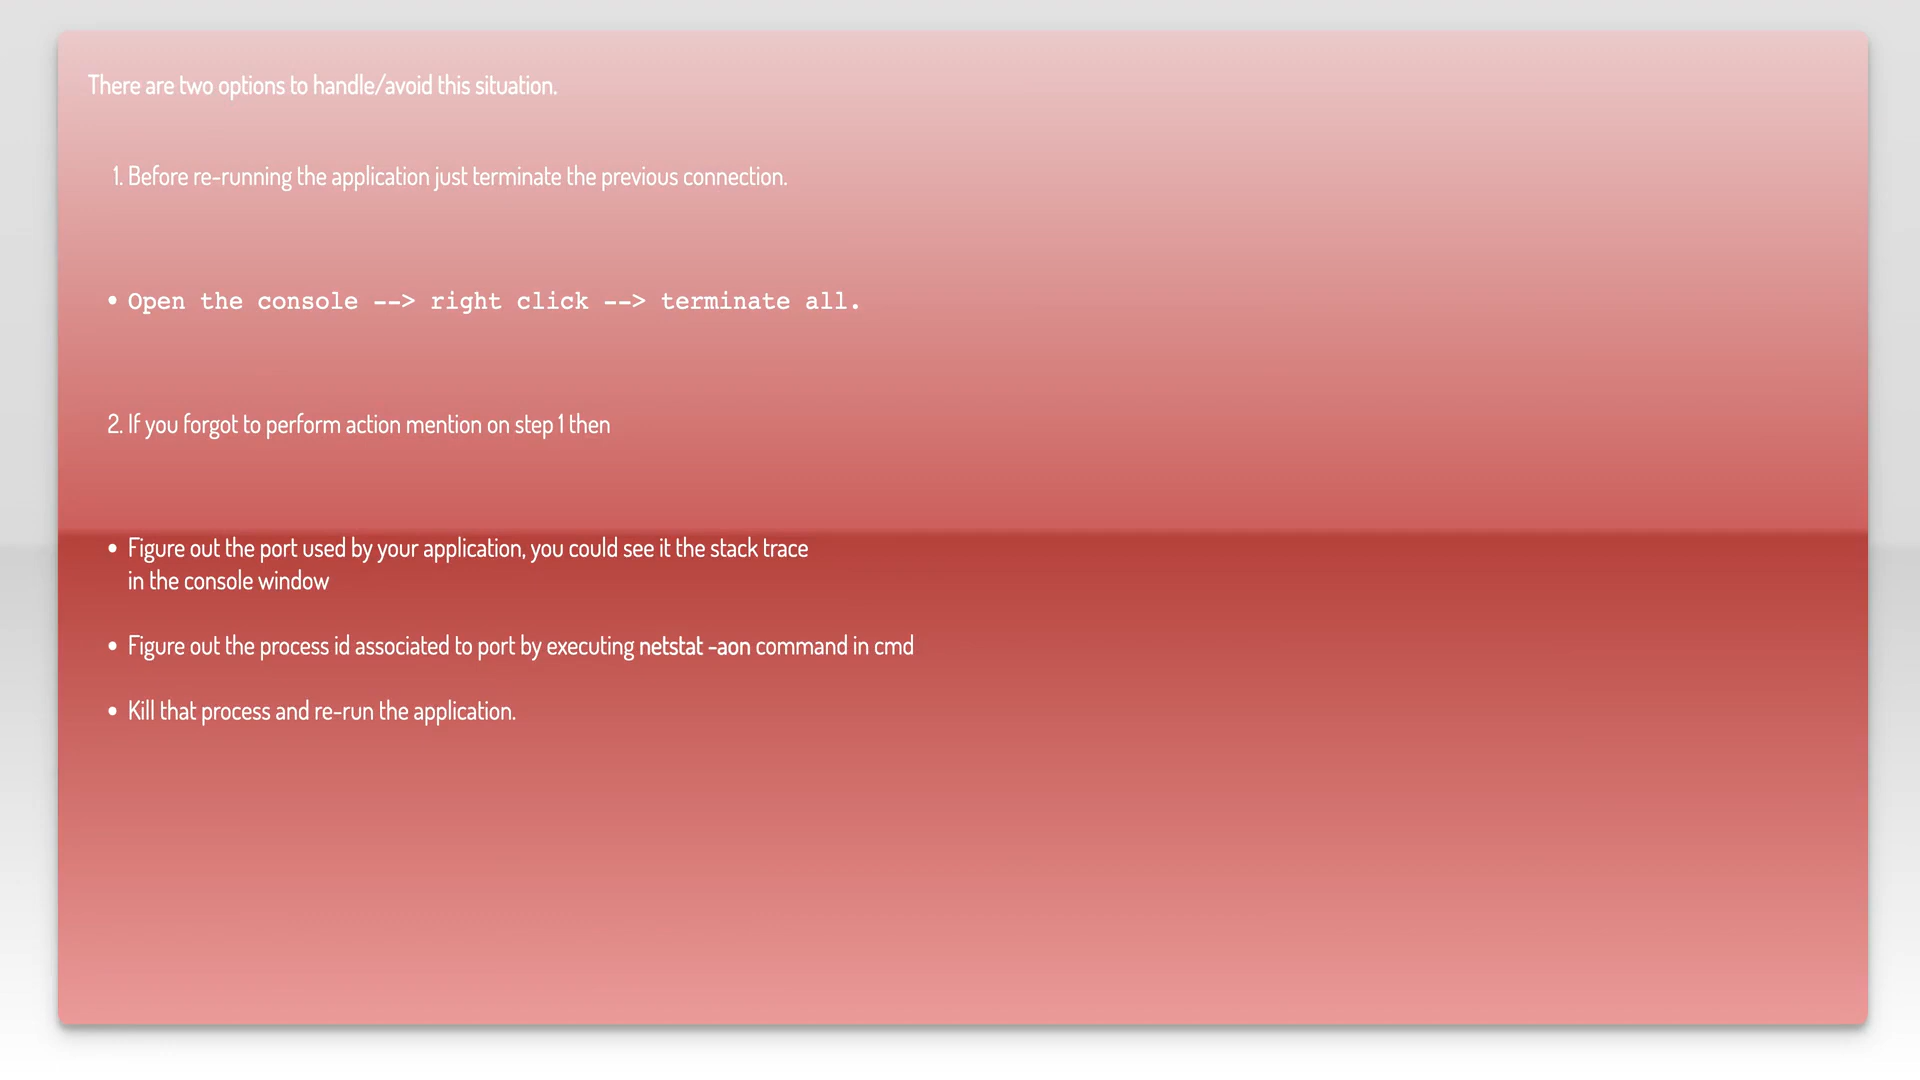 There are two options to handle/avoid this situation.
1. Before re-running the application just terminate the previous connection.
• Open the console --> right click --> terminate all.
2. If you forgot to perform action mention on step 1 then
• Figure out the port used by your application, you could see it the stack trace
in the console window
• Figure out the process id associated to port by executing netstat -aon command in cmd
• Kill that process and re-run the application.